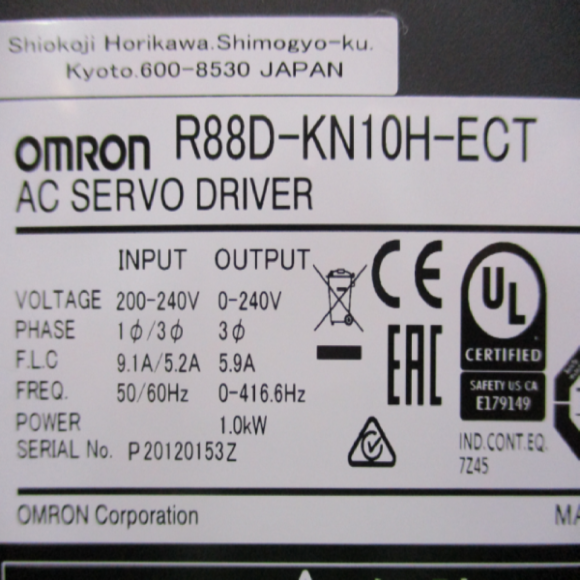 Shiokoji Horikawa.Shimogyo-ku.
Kyoto.600-8530 JAPAN
OMRON R88D-KN10H-ECT
AC SERVO DRIVER
INPUT OUTPUT
VOLTAGE 200-240V 0-240V
PHASE 1ϕ/3ϕ 3ϕ
F.L.C 9.1A/5.2A 5.9A
FREQ. 50/60Hz 0-416.6Hz
POWER 1.0kW
SERIAL No. P20120153Z
CE
EAC
UL
CERTIFIED
SAFETY US CA
E179149
IND.CONT.EQ.
7Z45
OMRON Corporation
MA